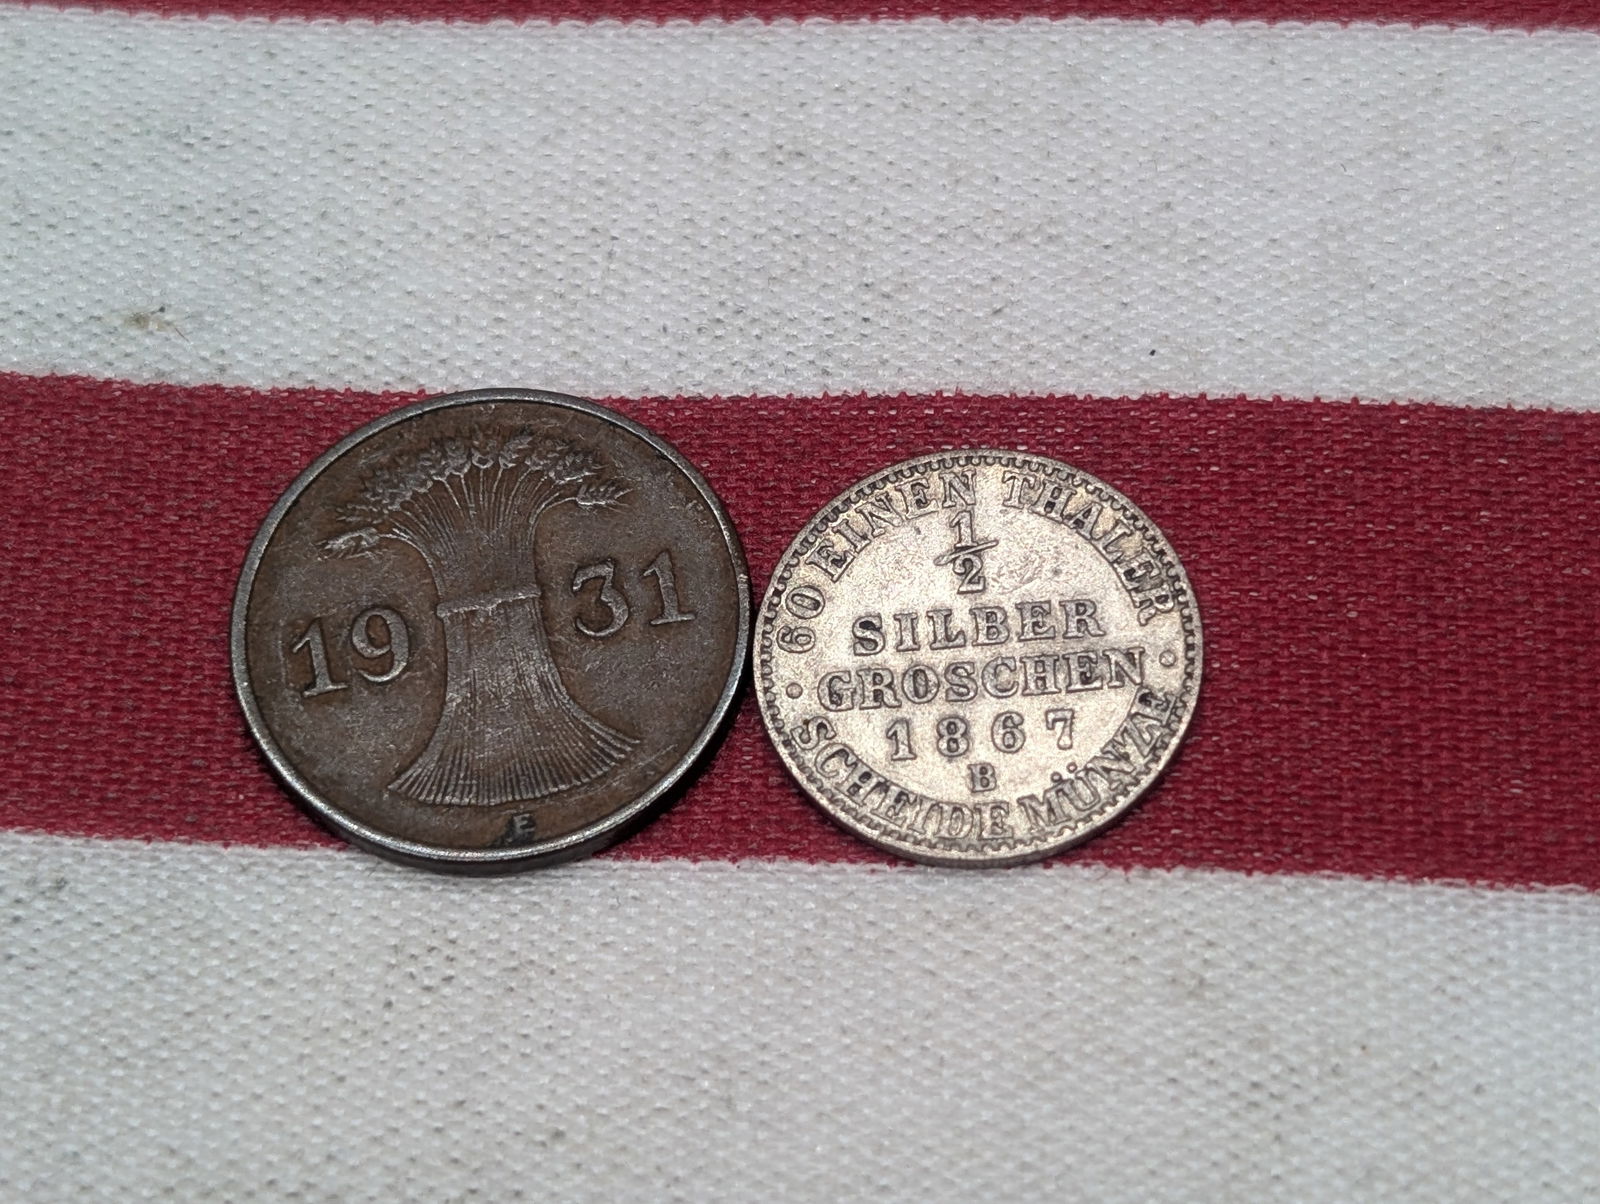 19 31
E
60 EINEN THALER
1/2
SILBER
GROSCHEN
1867
B
SCHEIDE MÜNZE